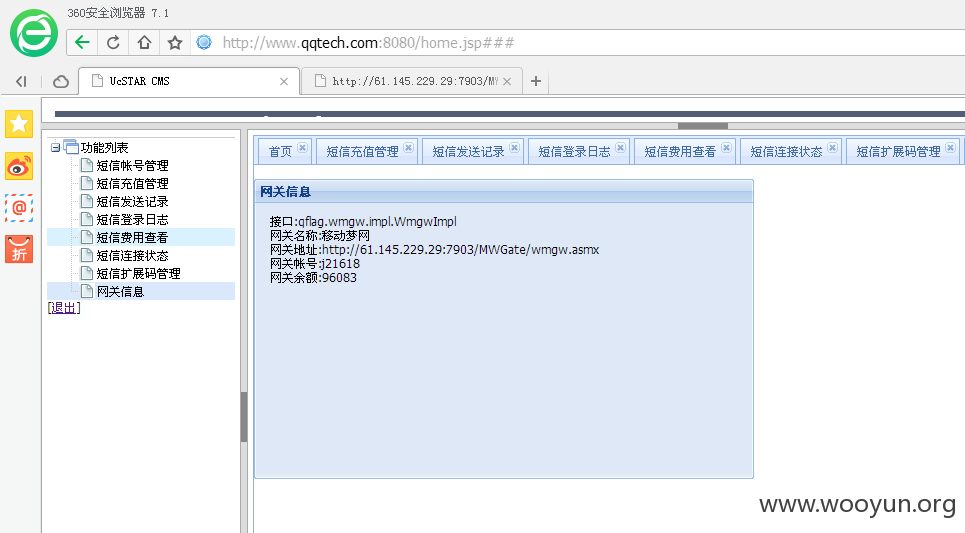 360安全浏览器 7.1
http://www.qqtech.com:8080/home.jsp###
UcSTAR CMS
http://61.145.229.29:7903/MW
功能列表
短信帐号管理
短信充值管理
短信发送记录
短信登录日志
短信费用查看
短信连接状态
短信扩展码管理
网关信息
[退出]
首页 短信充值管理 短信发送记录 短信登录日志 短信费用查看 短信连接状态 短信扩展码管理
网关信息
接口:qflag.wmgw.impl.WmgwImpl
网关名称:移动梦网
网关地址:http://61.145.229.29:7903/MWGate/wmgw.asmx
网关帐号:j21618
网关余额:96083
@
折
www.wooyun.org